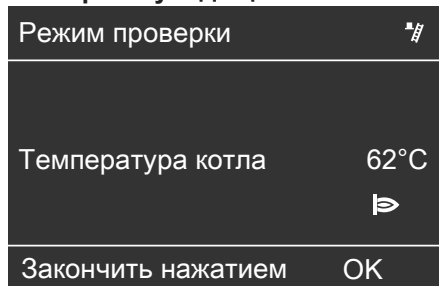 Режим проверки
Температура котла 62°C
Закончить нажатием OK